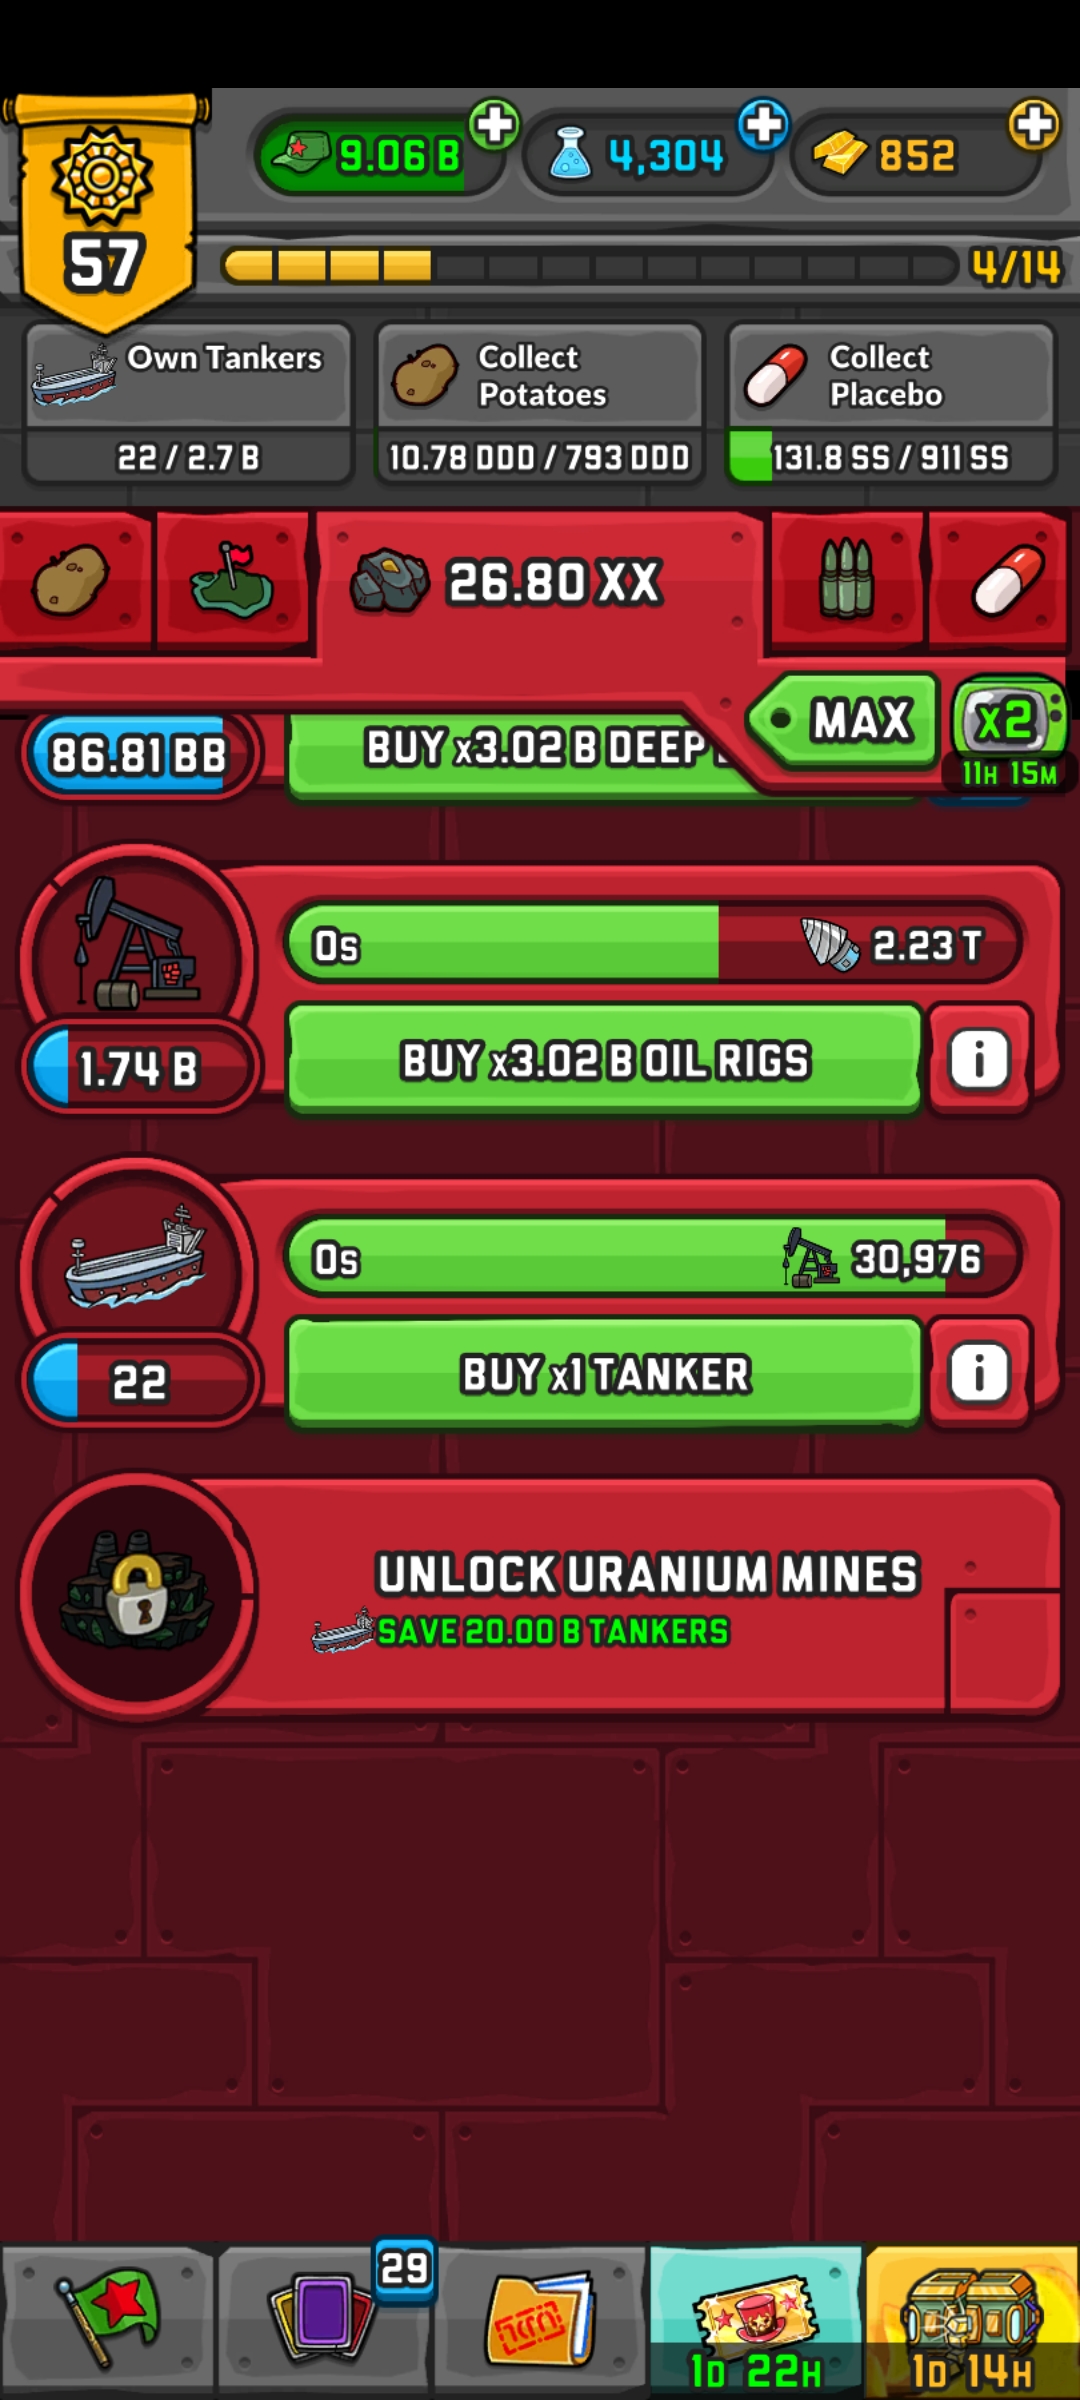 9.06 B
4,304
852
57
4/14
Own Tankers
22 / 2.7 B
Collect
Potatoes
10.78 DDD / 793 DDD
Collect
Placebo
131.8 SS / 911 SS
26.80 XX
MAX
x2
11H 15M
86.81 BB
BUY x3.02 B DEEP
0s
2.23 T
1.74 B
BUY x3.02 B OIL RIGS
i
0s
30,976
22
BUY x1 TANKER
i
UNLOCK URANIUM MINES
SAVE 20.00 B TANKERS
29
1D 22H
1D 14H